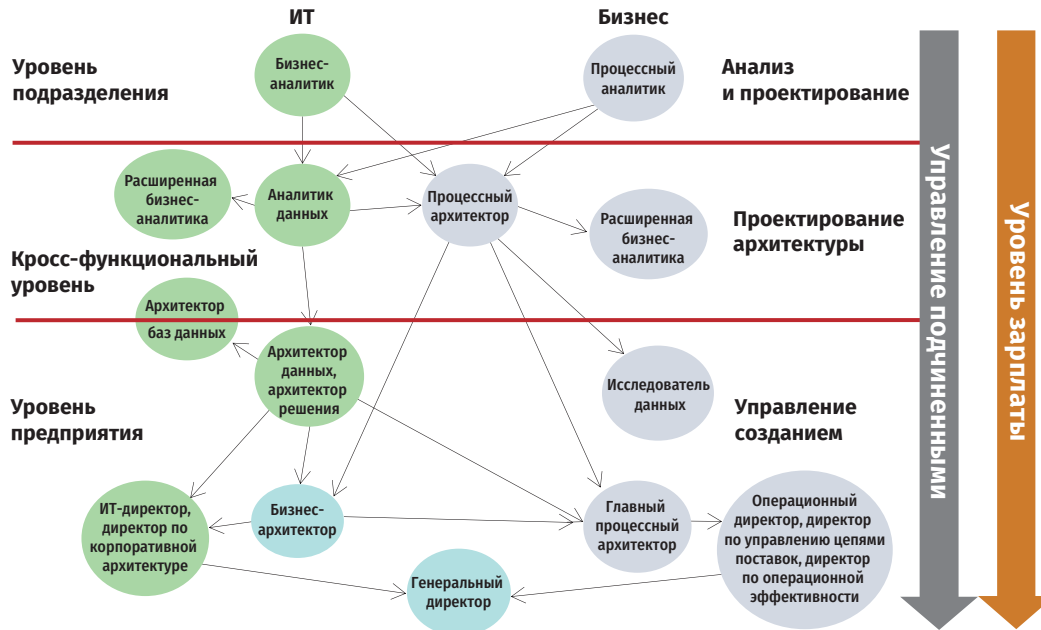 ИТ
Бизнес
Уровень
подразделения
Бизнес-
аналитик
Процессный
аналитик
Анализ
и проектирование
Расширенная
бизнес-
аналитика
Аналитик
данных
Процессный
архитектор
Расширенная
бизнес-
аналитика
Проектирование
архитектуры
Кросс-функциональный
уровень
Архитектор
баз данных
Архитектор
данных,
архитектор
решения
Исследователь
данных
Уровень
предприятия
Управление
созданием
ИТ-директор,
директор по
корпоративной
архитектуре
Бизнес-
архитектор
Главный
процессный
архитектор
Операционный
директор, директор
по управлению цепями
поставок, директор
по операционной
эффективности
Генеральный
директор
Управление подчиненными
Уровень зарплаты